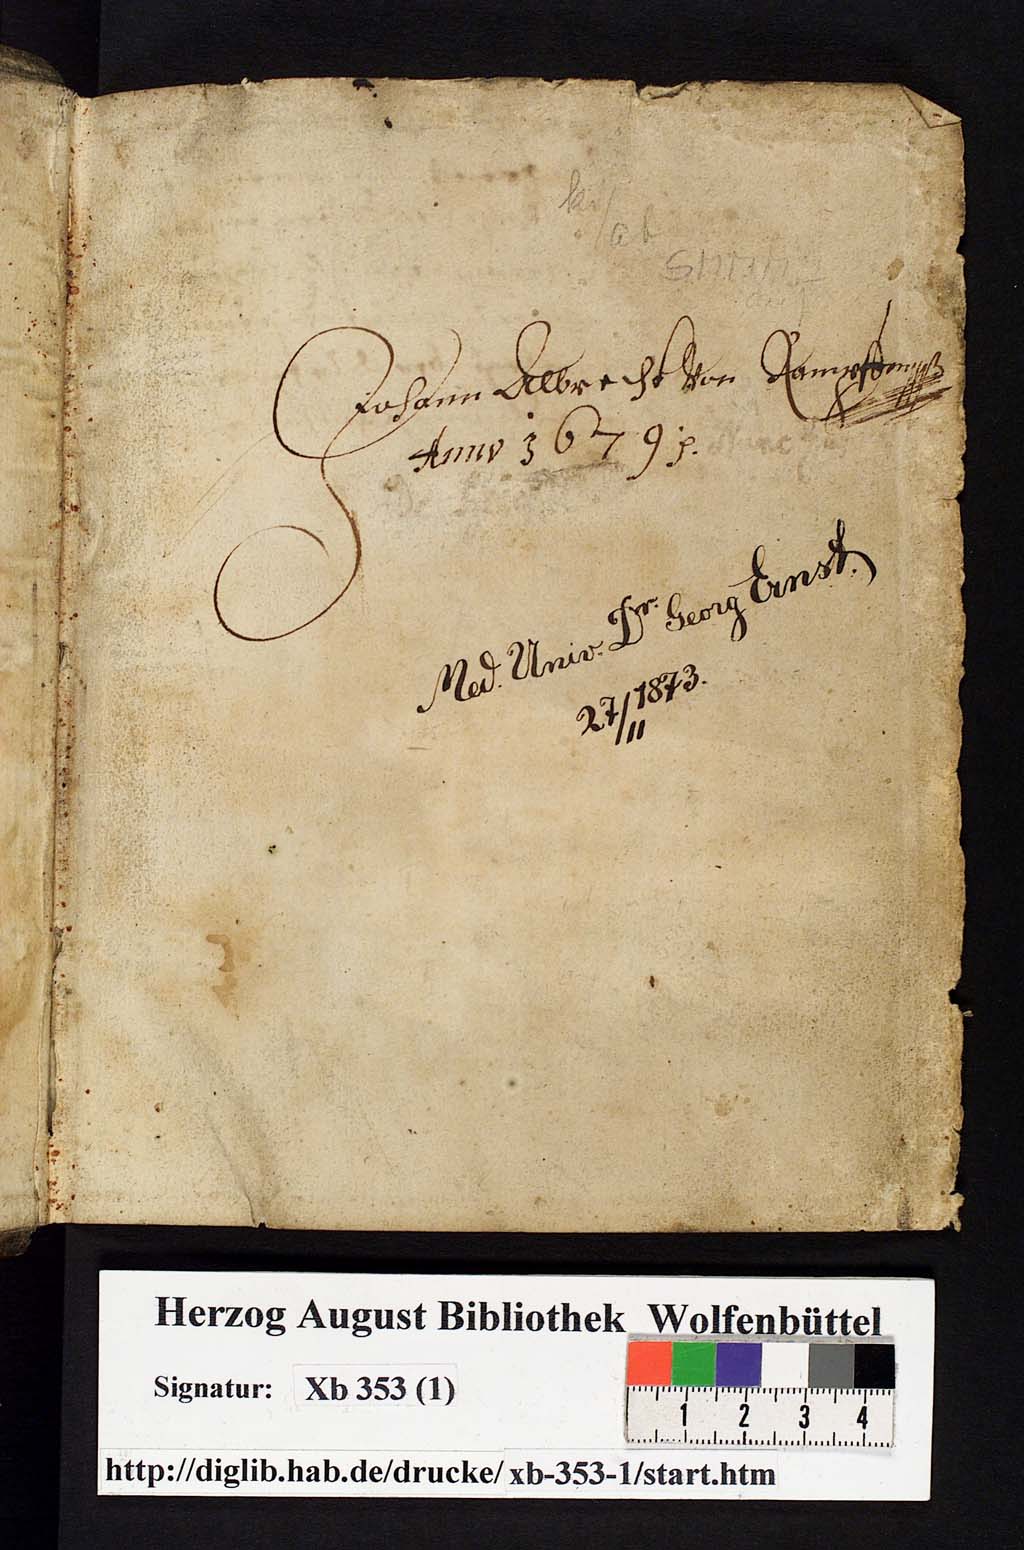 ab
Johann Albrecht Von
Anno 1679
Med. Univ. Dr. Georg Ernst.
27/11 1873.
Herzog August Bibliothek Wolfenbüttel
Signatur: Xb 353 (1)
1 2 3 4
http://diglib.hab.de/drucke/ xb-353-1/start.htm